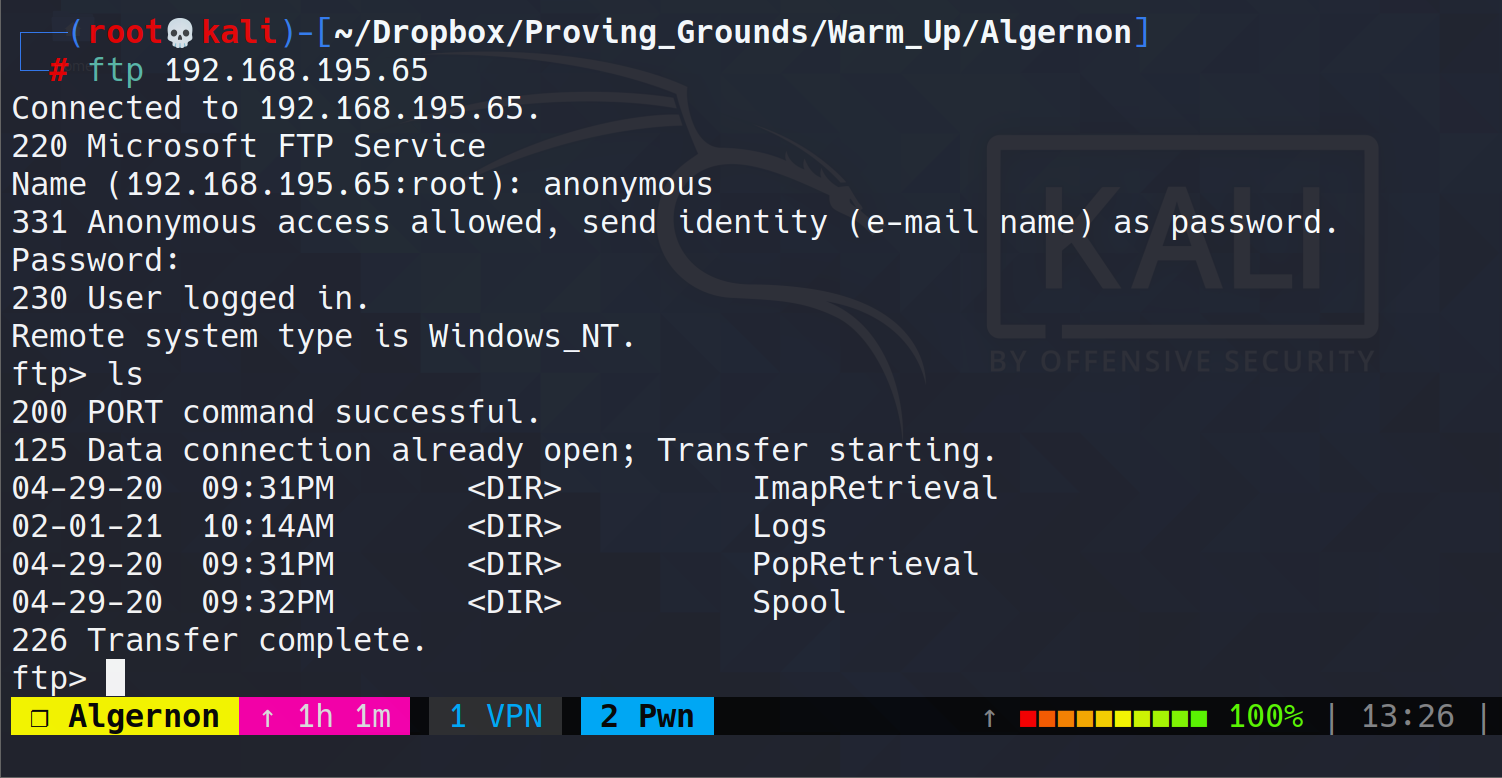 (root💀kali)-[~/Dropbox/Proving_Grounds/Warm_Up/Algernon]
# ftp 192.168.195.65
Connected to 192.168.195.65.
220 Microsoft FTP Service
Name (192.168.195.65:root): anonymous
331 Anonymous access allowed, send identity (e-mail name) as password.
Password:
230 User logged in.
Remote system type is Windows_NT.
ftp> ls
200 PORT command successful.
125 Data connection already open; Transfer starting.
04-29-20  09:31PM       <DIR>          ImapRetrieval
02-01-21  10:14AM       <DIR>          Logs
04-29-20  09:31PM       <DIR>          PopRetrieval
04-29-20  09:32PM       <DIR>          Spool
226 Transfer complete.
ftp>
❐ Algernon ↑ 1h 1m 1 VPN 2 Pwn ↑ 100% | 13:26 |
KALI
BY OFFENSIVE SECURITY